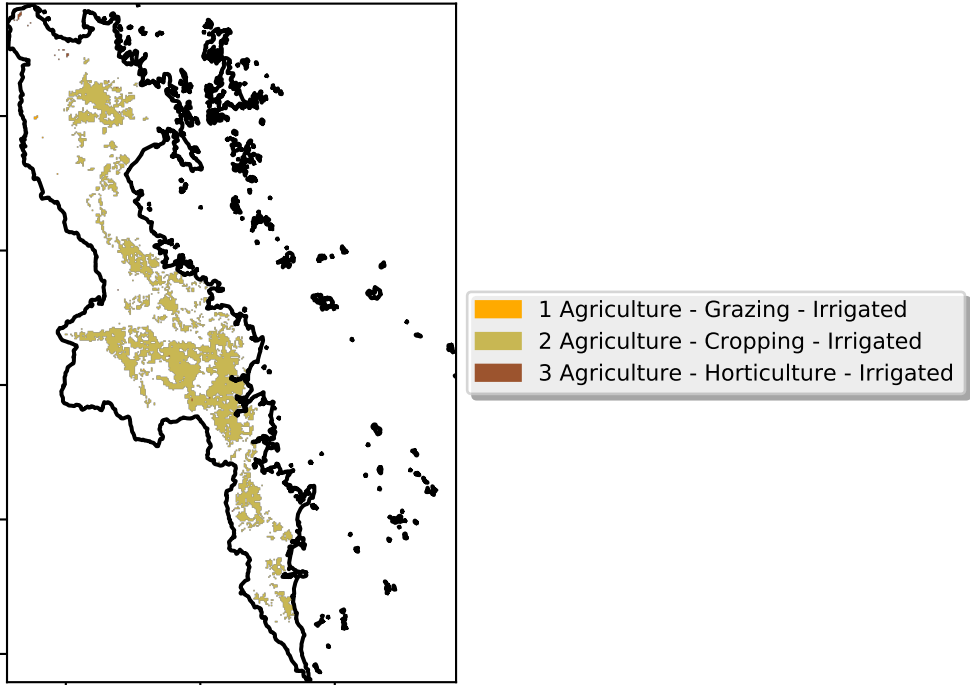 1 Agriculture - Grazing - Irrigated
2 Agriculture - Cropping - Irrigated
3 Agriculture - Horticulture - Irrigated